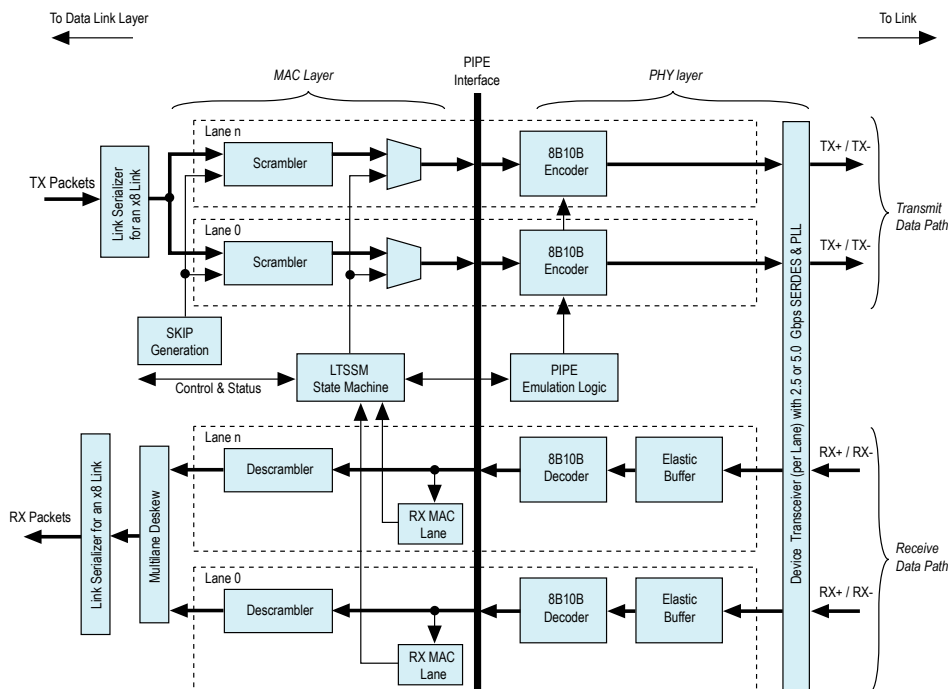 To Data Link Layer
To Link
MAC Layer
PIPE
Interface
PHY layer
Lane n
Scrambler
8B10B
Encoder
TX+ / TX-
TX Packets
Link Serializer
for an x8 Link
Transmit
Data Path
Lane 0
Scrambler
8B10B
Encoder
TX+ / TX-
SKIP
Generation
Control & Status
LTSSM
State Machine
PIPE
Emulation Logic
Device Transceiver (per Lane) with 2.5 or 5.0 Gbps SERDES & PLL
Lane n
Descrambler
RX MAC
Lane
8B10B
Decoder
Elastic
Buffer
RX+ / RX-
RX Packets
Link Serializer for an x8 Link
Multilane Deskew
Receive
Data Path
Lane 0
Descrambler
RX MAC
Lane
8B10B
Decoder
Elastic
Buffer
RX+ / RX-